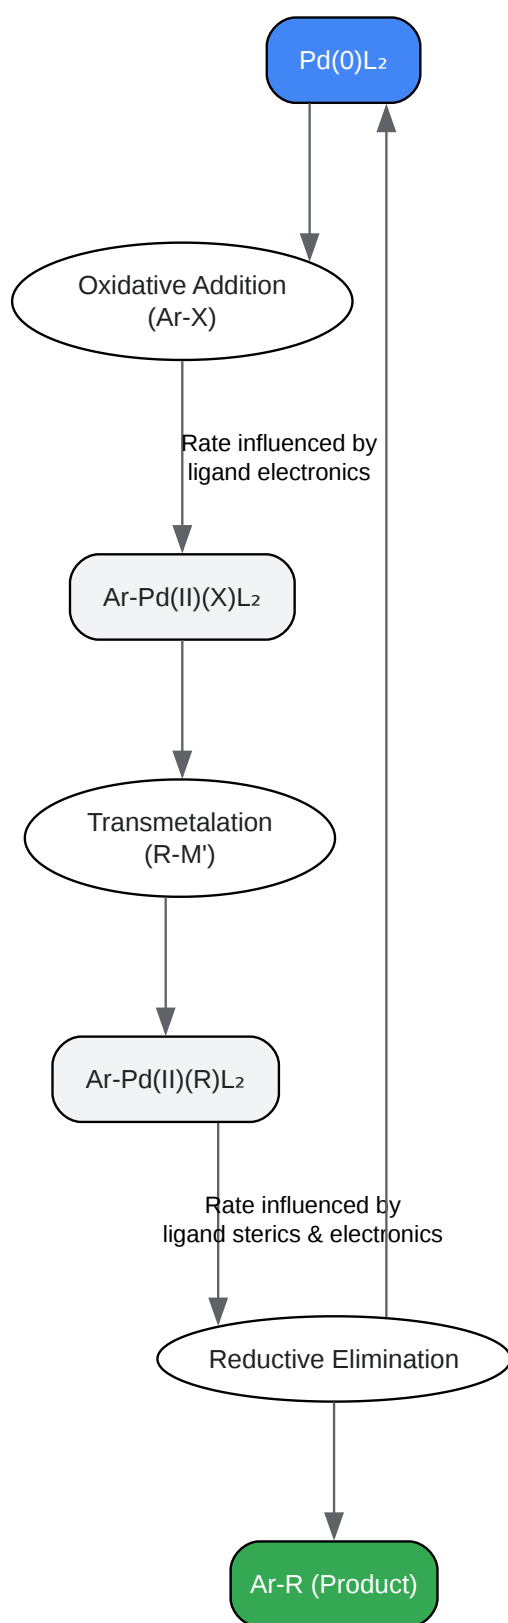 Pd(0)L₂
Oxidative Addition
(Ar-X)
Rate influenced by
ligand electronics
Ar-Pd(II)(X)L₂
Transmetalation
(R-M')
Ar-Pd(II)(R)L₂
Rate influenced by
ligand sterics & electronics
Reductive Elimination
Ar-R (Product)